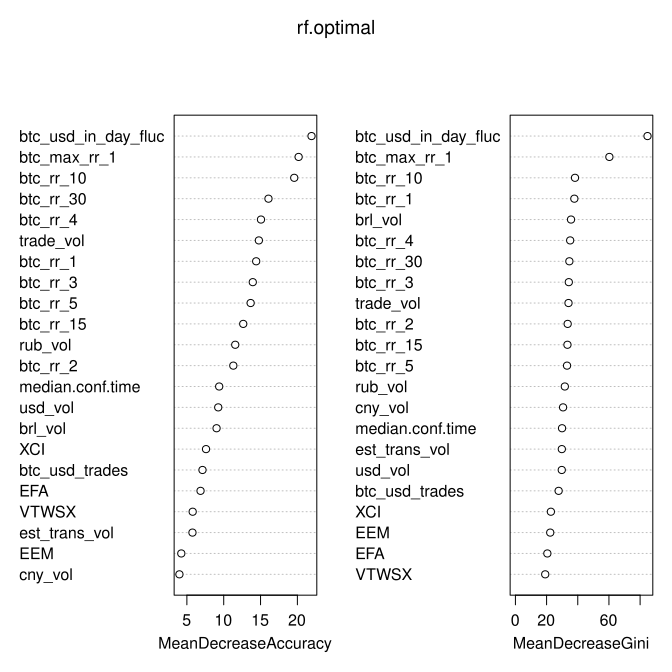 rf.optimal
btc_usd_in_day_fluc
btc_max_rr_1
btc_rr_10
btc_rr_30
btc_rr_4
trade_vol
btc_rr_1
btc_rr_3
btc_rr_5
btc_rr_15
rub_vol
btc_rr_2
median.conf.time
usd_vol
brl_vol
XCI
btc_usd_trades
EFA
VTWSX
est_trans_vol
EEM
cny_vol
5 10 15 20
MeanDecreaseAccuracy
btc_usd_in_day_fluc
btc_max_rr_1
btc_rr_10
btc_rr_1
brl_vol
btc_rr_4
btc_rr_30
btc_rr_3
trade_vol
btc_rr_2
btc_rr_15
btc_rr_5
rub_vol
cny_vol
median.conf.time
est_trans_vol
usd_vol
btc_usd_trades
XCI
EEM
EFA
VTWSX
0 20 60
MeanDecreaseGini